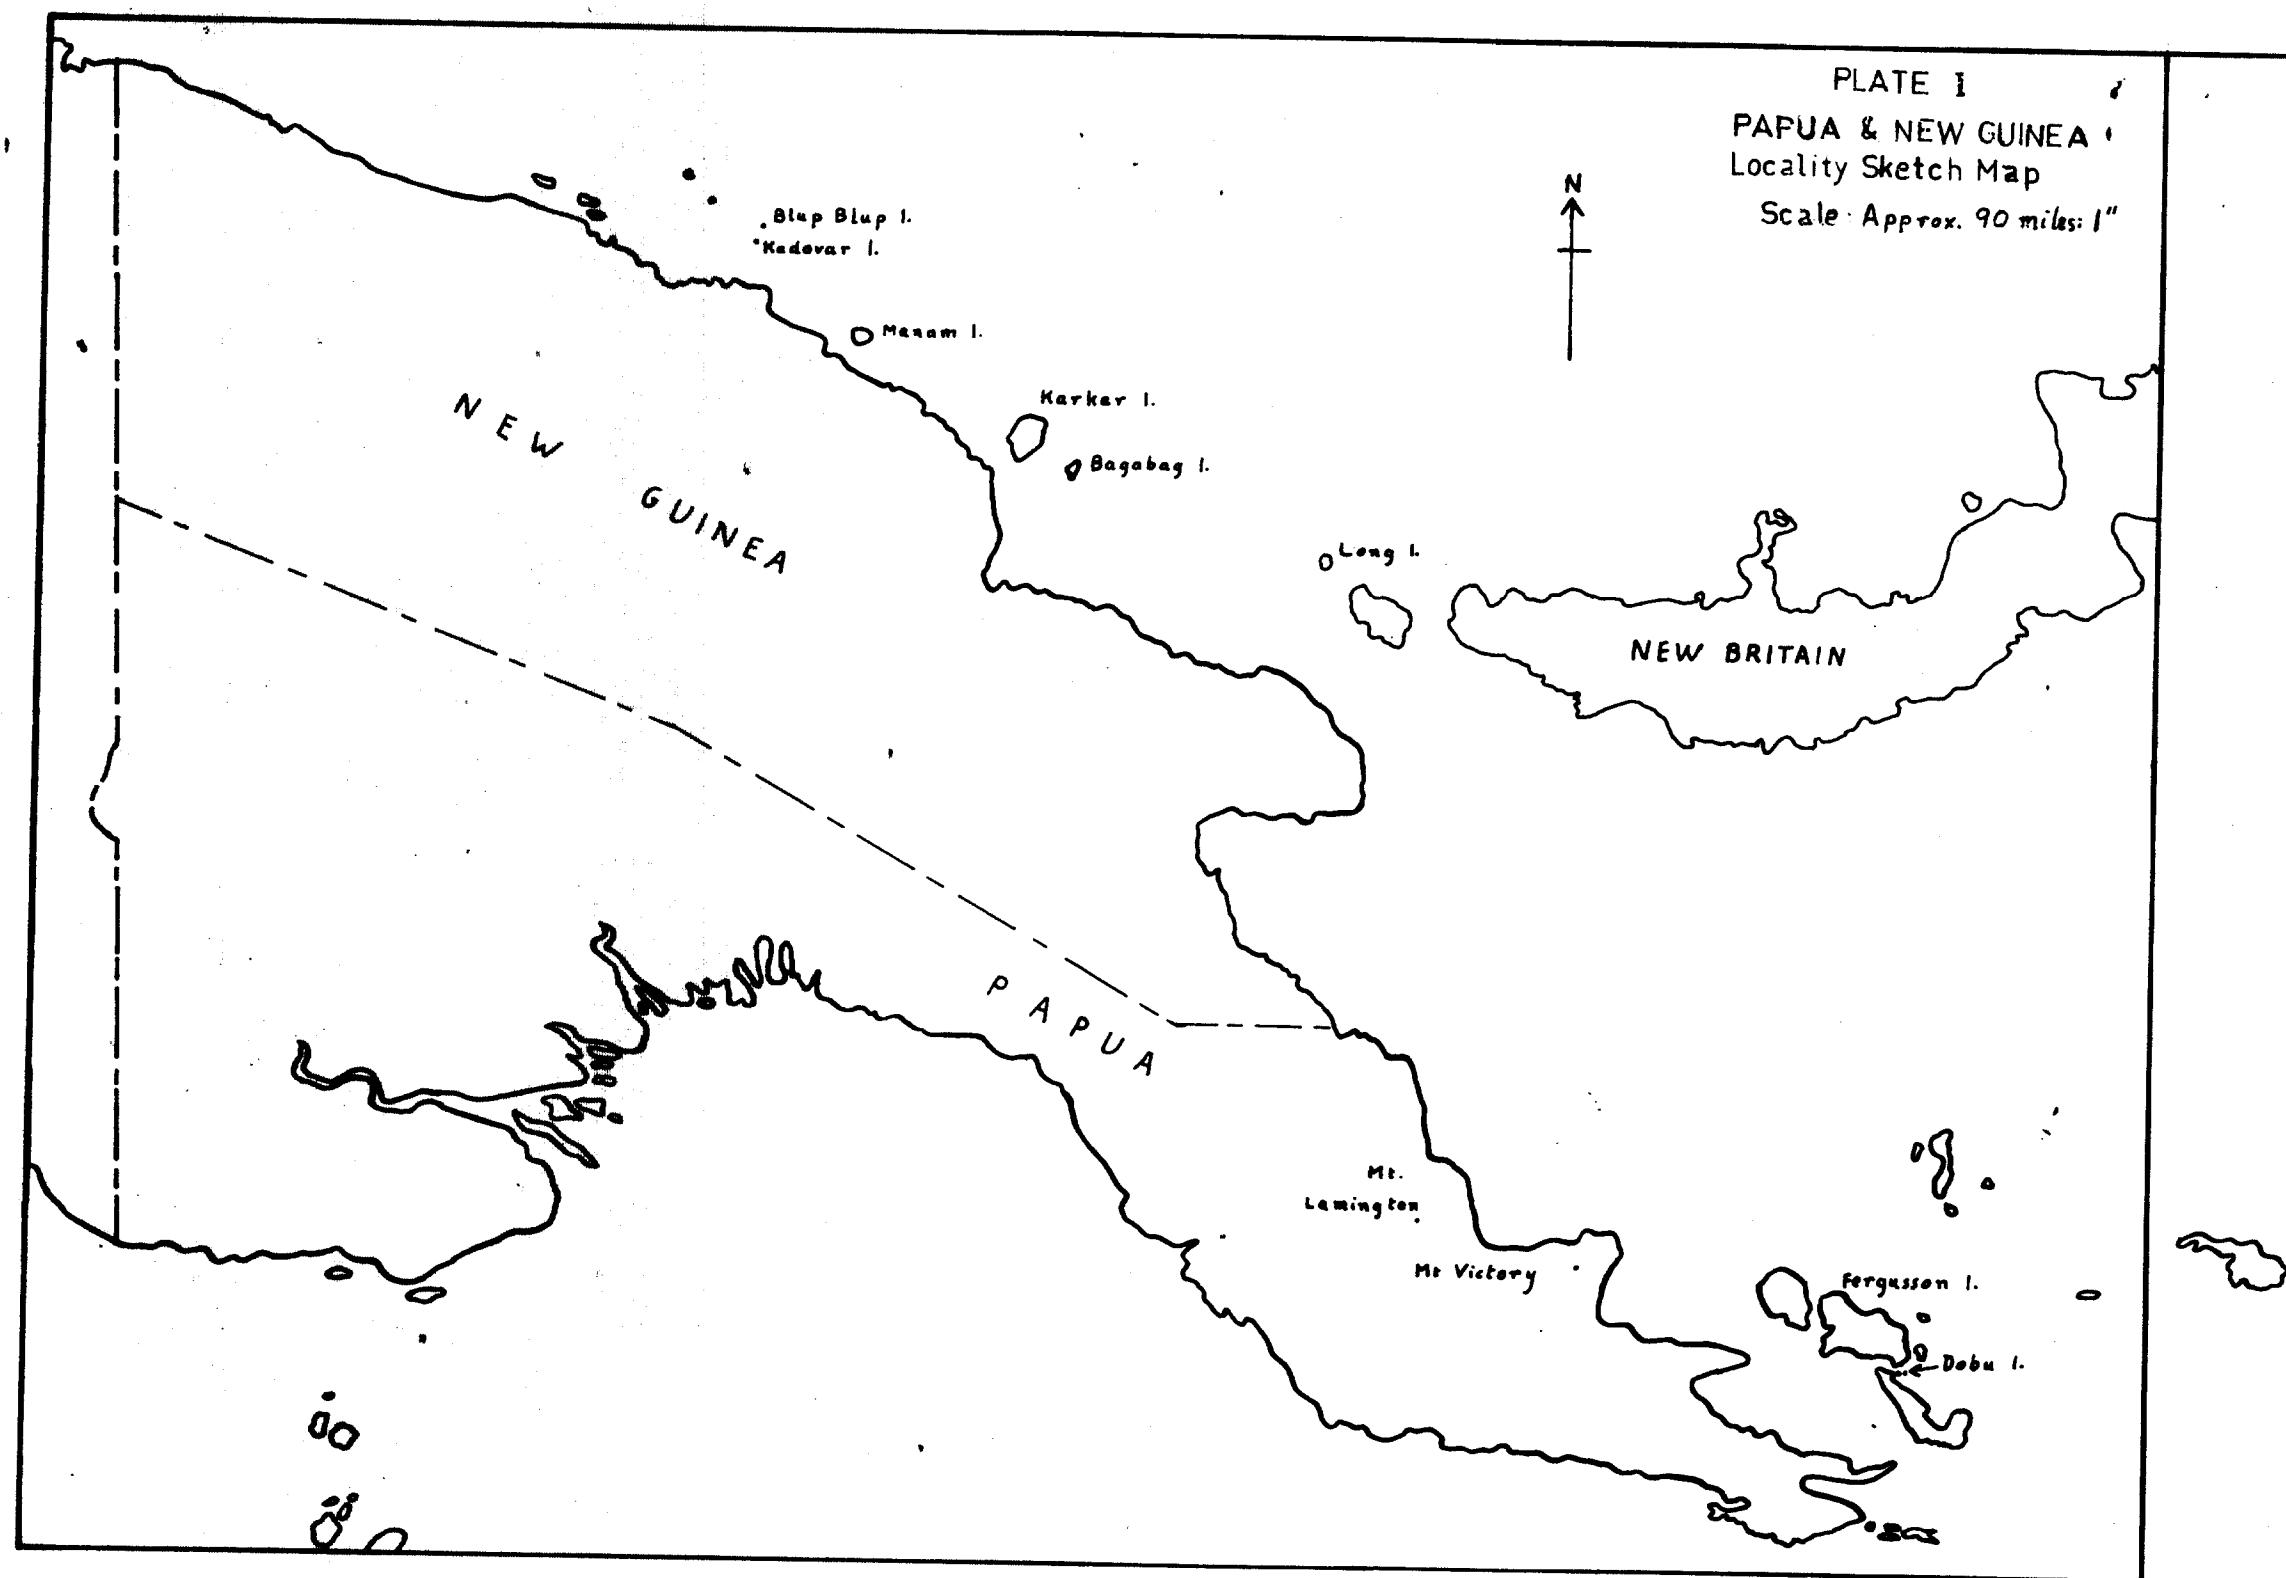 PLATE I
PAPUA & NEW GUINEA
Locality Sketch Map
Scale Approx. 90 miles: 1"
N
Blup Blup I.
Kadovar I.
Manam I.
Karkar I.
Bagabag I.
NEW GUINEA
Long I.
NEW BRITAIN
PAPUA
Mt.
Lamington
Mt Victory
Fergusson I.
Dobu I.